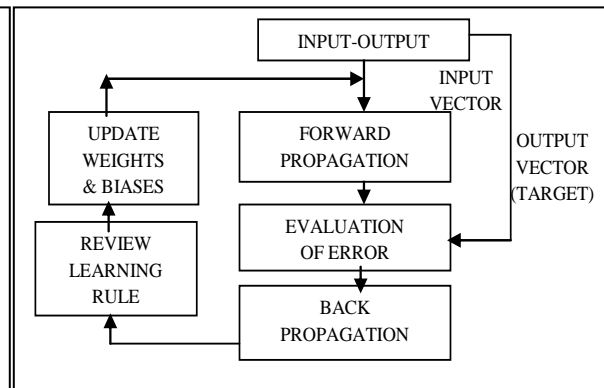 INPUT-OUTPUT
INPUT
VECTOR
UPDATE
WEIGHTS
& BIASES
FORWARD
PROPAGATION
OUTPUT
VECTOR
(TARGET)
REVIEW
LEARNING
RULE
EVALUATION
OF ERROR
BACK
PROPAGATION